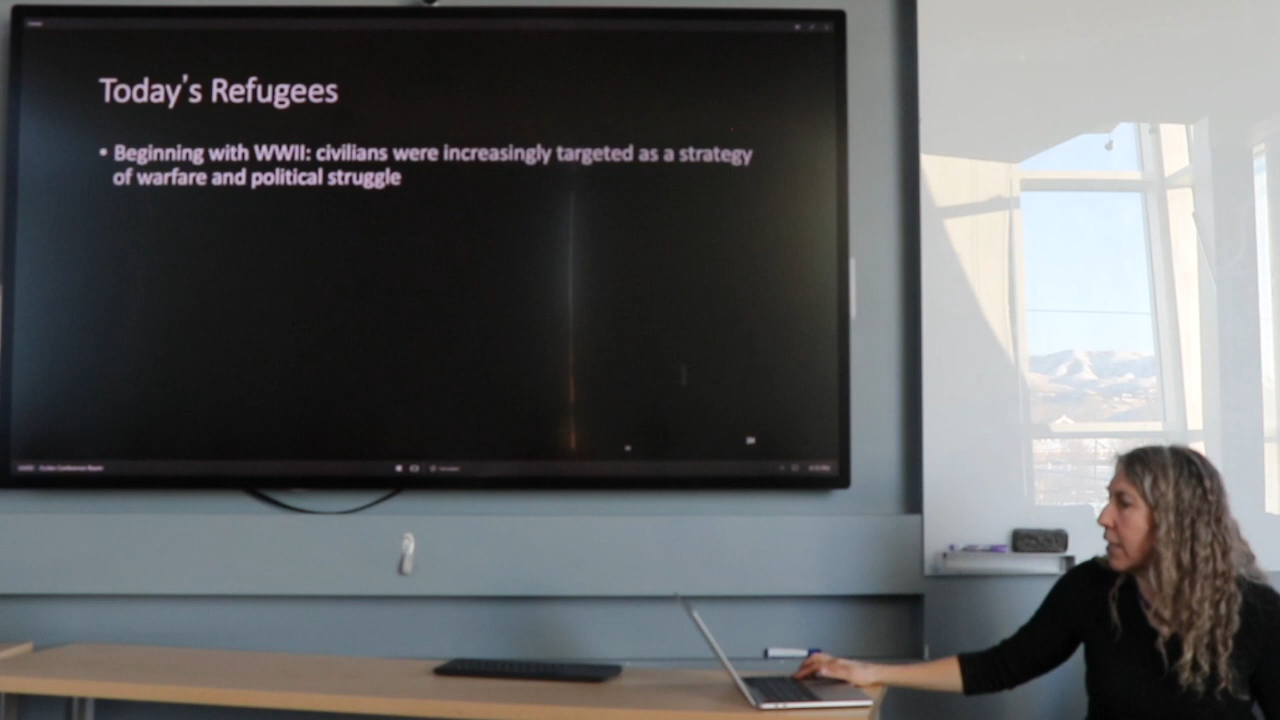 Today's Refugees
• Beginning with WWII: civilians were increasingly targeted as a strategy
of warfare and political struggle